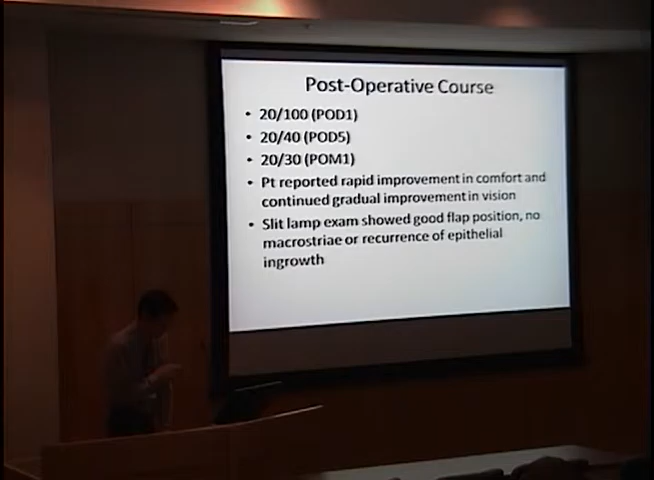 Post-Operative Course
• 20/100 (POD1)
• 20/40 (POD5)
• 20/30 (POM1)
• Pt reported rapid improvement in comfort and
continued gradual improvement in vision
• Slit lamp exam showed good flap position, no
macrostriae or recurrence of epithelial
ingrowth